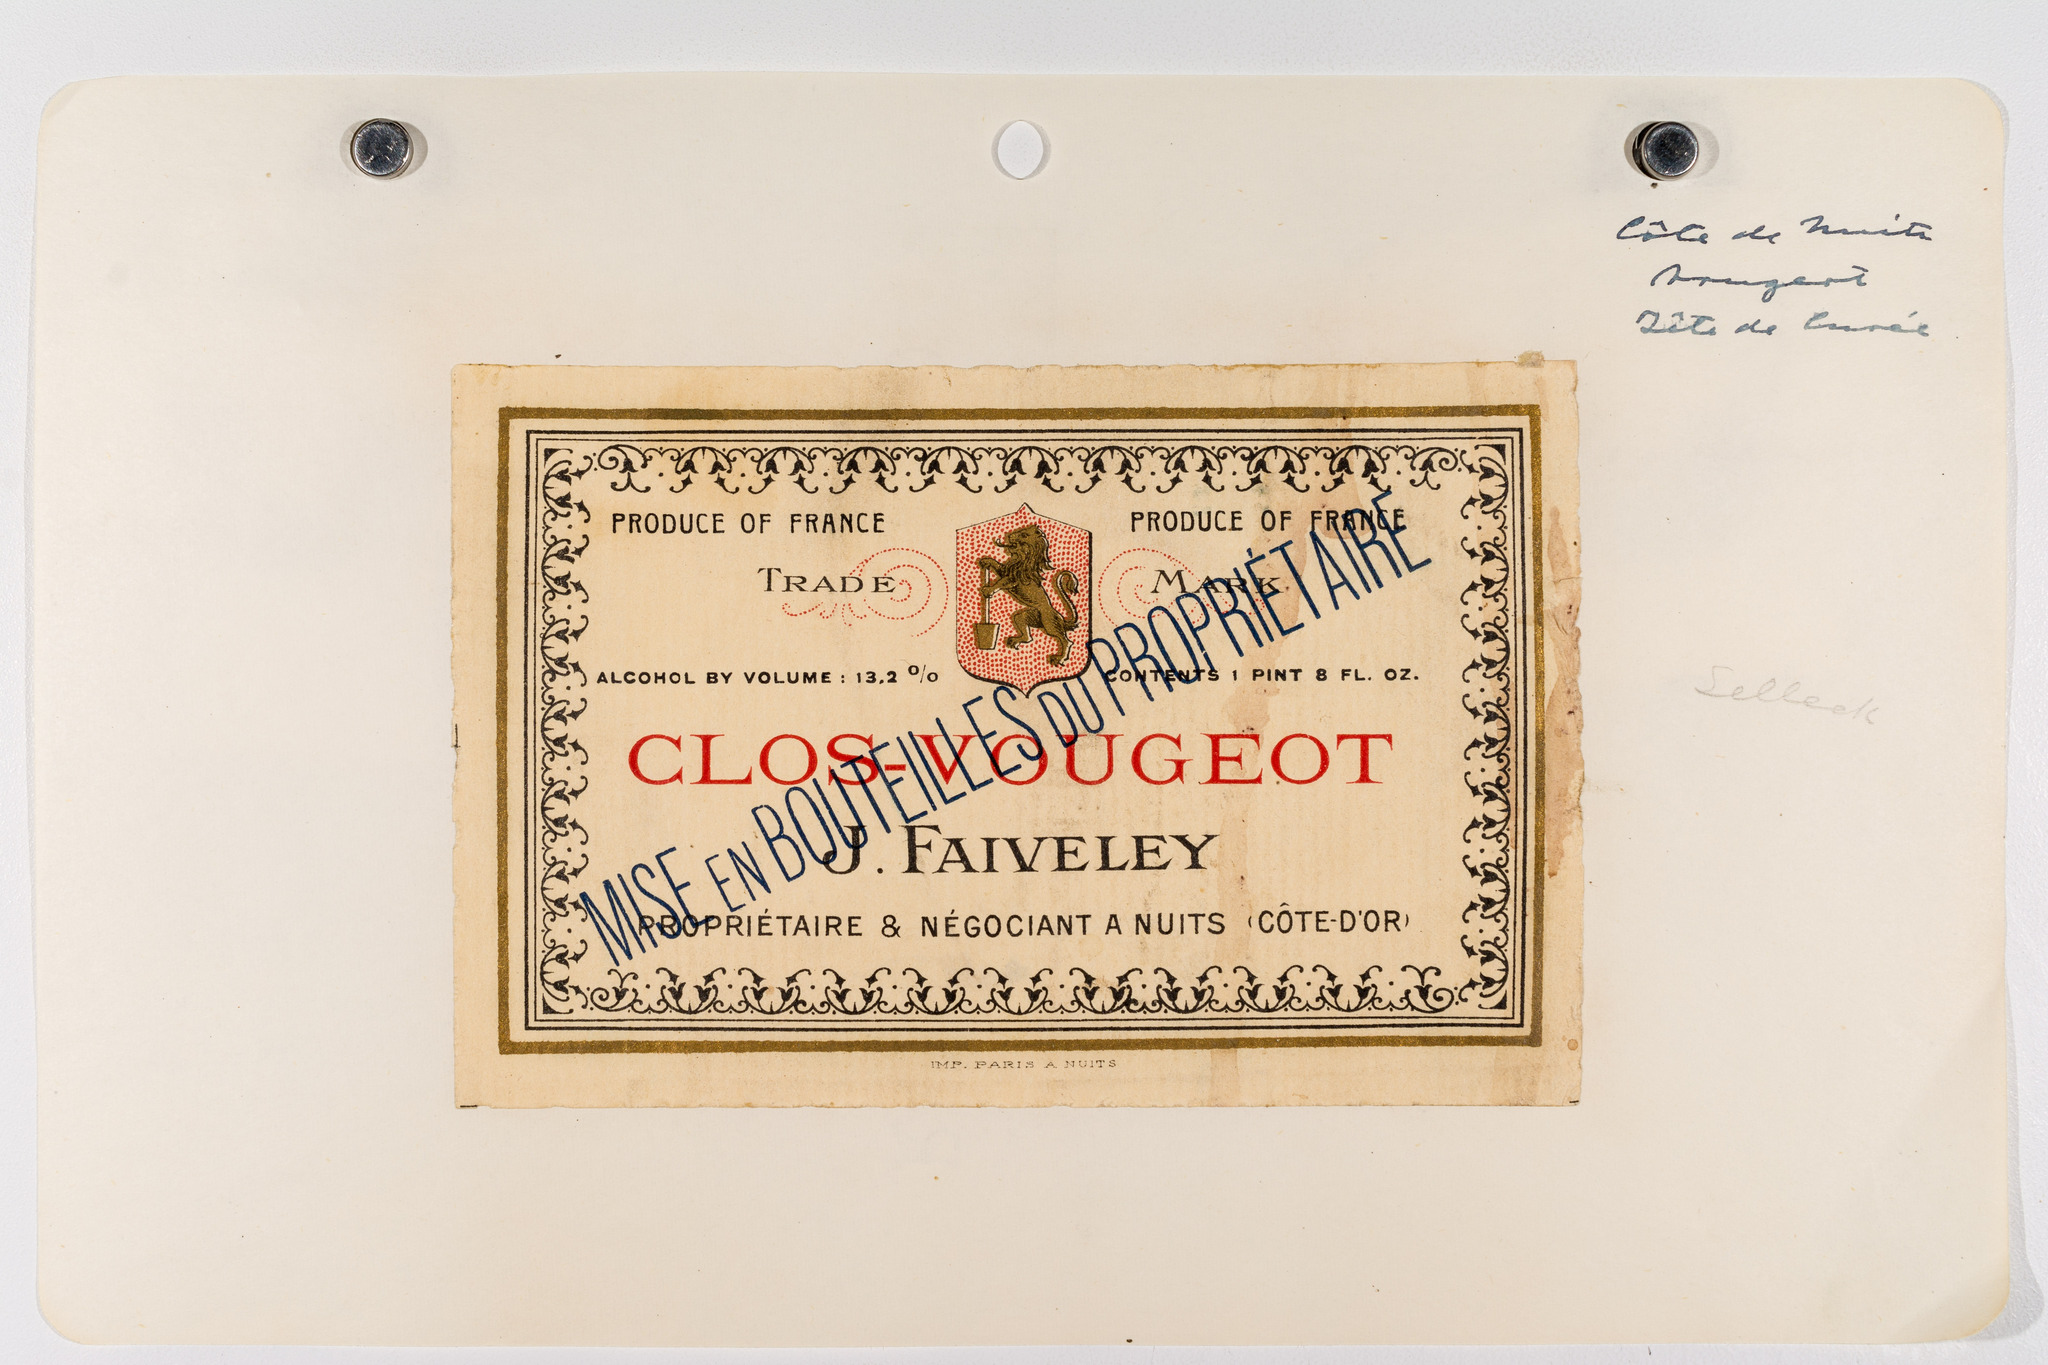 Côte de Nuits
Vougeot
Tête de Cuvée
PRODUCE OF FRANCE
PRODUCE OF FRANCE
TRADE MARK
ALCOHOL BY VOLUME : 13,2 %
CONTENTS 1 PINT 8 FL. OZ.
CLOS-VOUGEOT
MISE EN BOUTEILLES DU PROPRIÉTAIRE
J. FAIVELEY
PROPRIÉTAIRE & NÉGOCIANT A NUITS (CÔTE-D'OR)
IMP. PARIS A NUITS
Selleck